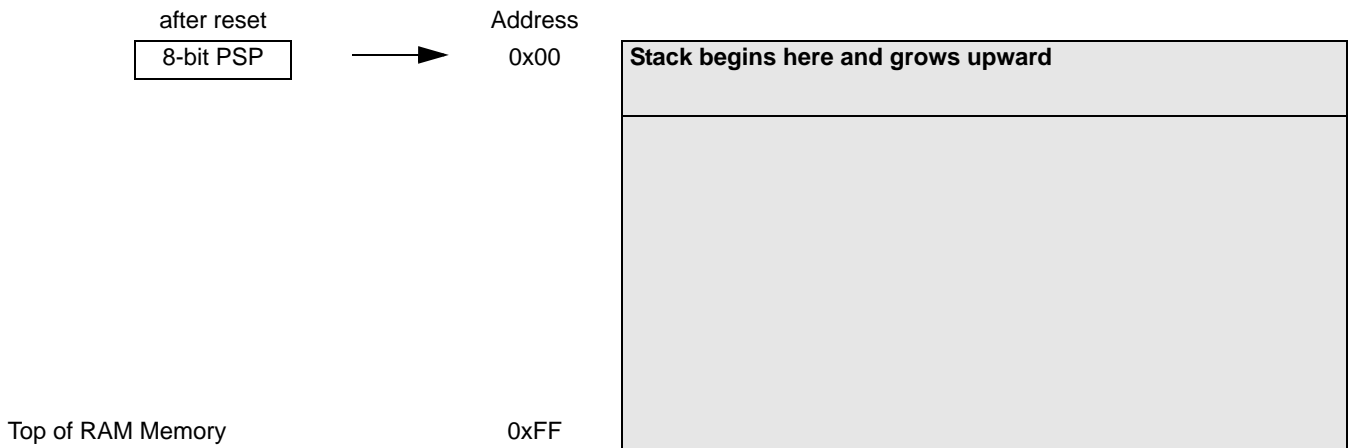 after reset Address
8-bit PSP 0x00 Stack begins here and grows upward
Top of RAM Memory 0xFF